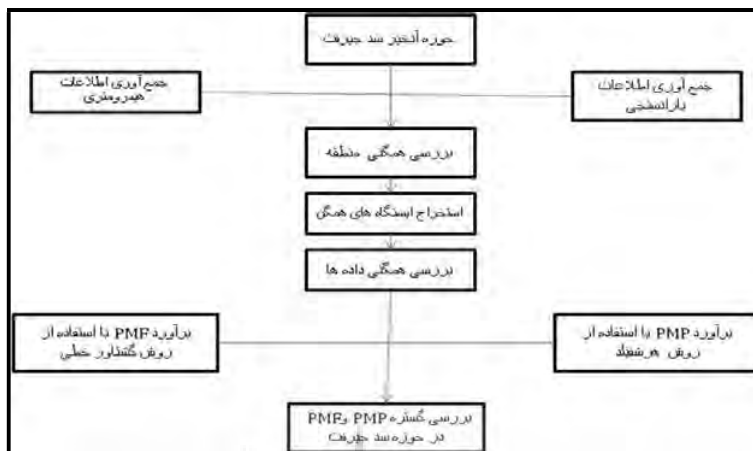 حوزه آبخیز سد جیرفت
جمع آوری اطلاعات
بارانسنجی
جمع آوری اطلاعات
هیدرومتری
بررسی همگنی منطقه
استخراج ایستگاه های همگن
بررسی همگنی داده ها
برآورد PMP با استفاده از
روش هرشفیلد
برآورد PMF با استفاده از
روش گشتاور خطی
بررسی گستره PMP وPMF
در حوزه سد جیرفت